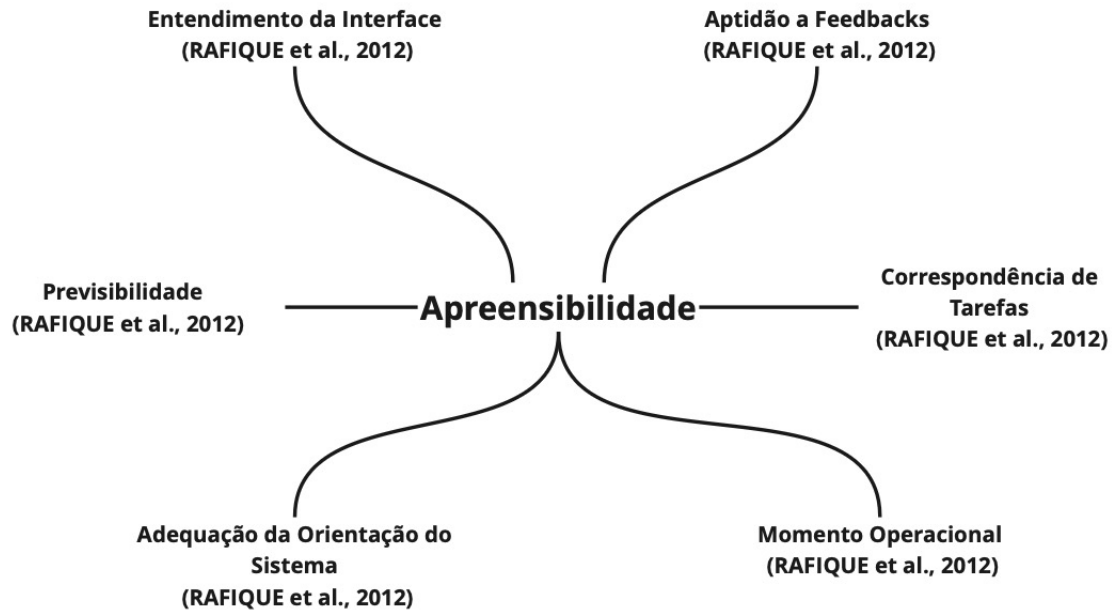 Entendimento da Interface
(RAFIQUE et al., 2012)
Aptidão a Feedbacks
(RAFIQUE et al., 2012)
Previsibilidade
(RAFIQUE et al., 2012)
Apreensibilidade
Correspondência de
Tarefas
(RAFIQUE et al., 2012)
Adequação da Orientação do
Sistema
(RAFIQUE et al., 2012)
Momento Operacional
(RAFIQUE et al., 2012)